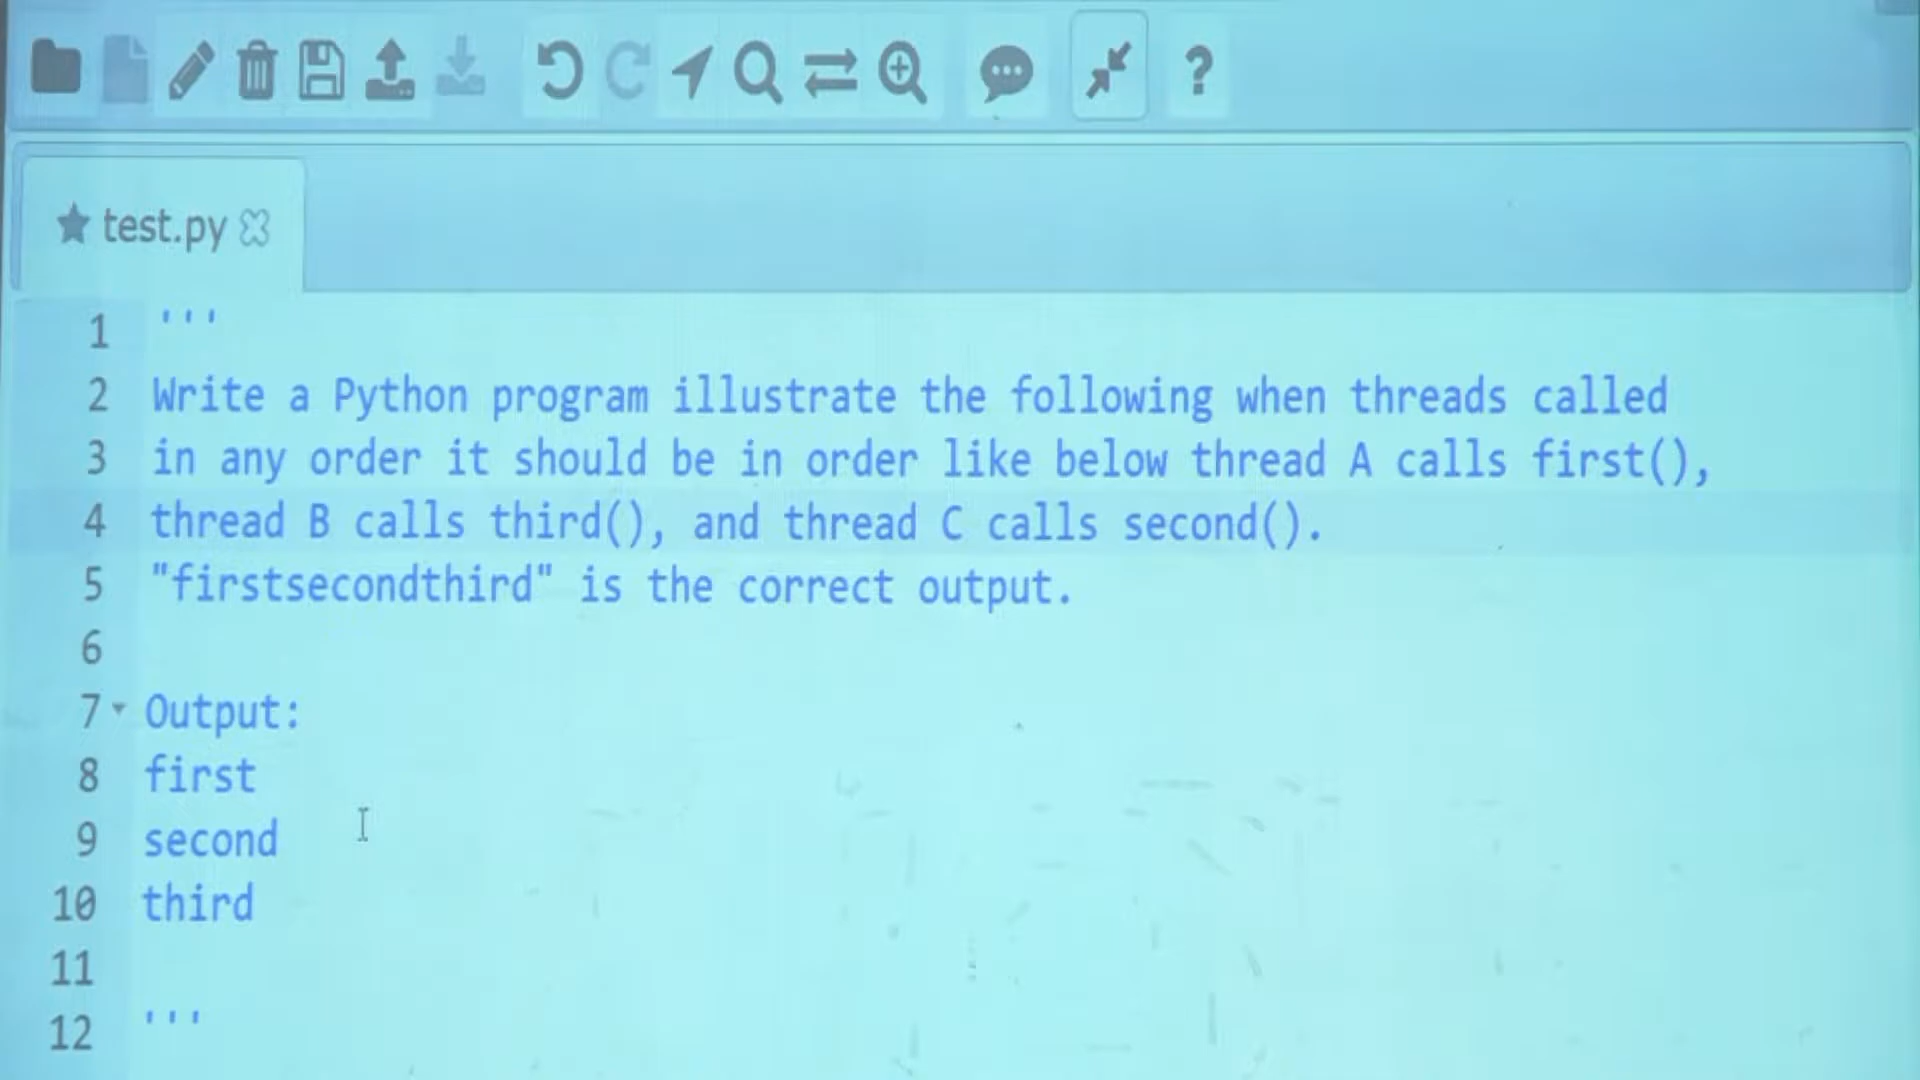 test.py
1 '''
2 Write a Python program illustrate the following when threads called
3 in any order it should be in order like below thread A calls first(),
4 thread B calls third(), and thread C calls second().
5 "firstsecondthird" is the correct output.
6
7 Output:
8 first
9 second
10 third
11
12 '''